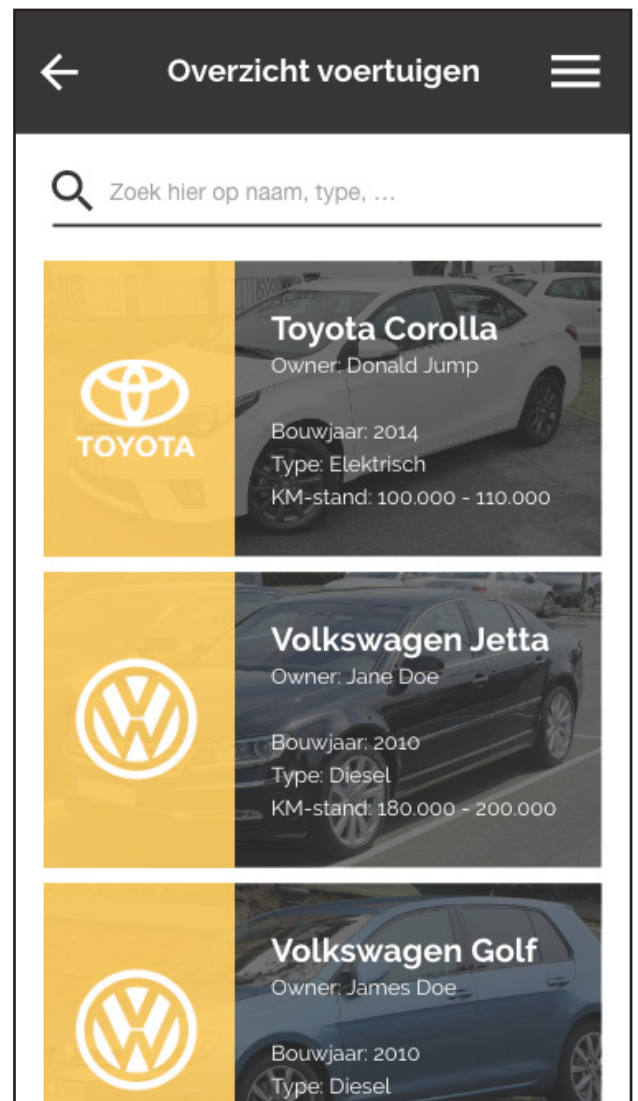 Overzicht voertuigen
Zoek hier op naam, type, ...
Toyota Corolla
Owner: Donald Jump
TOYOTA
Bouwjaar: 2014
Type: Elektrisch
KM-stand: 100.000 - 110.000
Volkswagen Jetta
Owner: Jane Doe
Bouwjaar: 2010
Type: Diesel
KM-stand: 180.000 - 200.000
Volkswagen Golf
Owner: James Doe
Bouwjaar: 2010
Type: Diesel